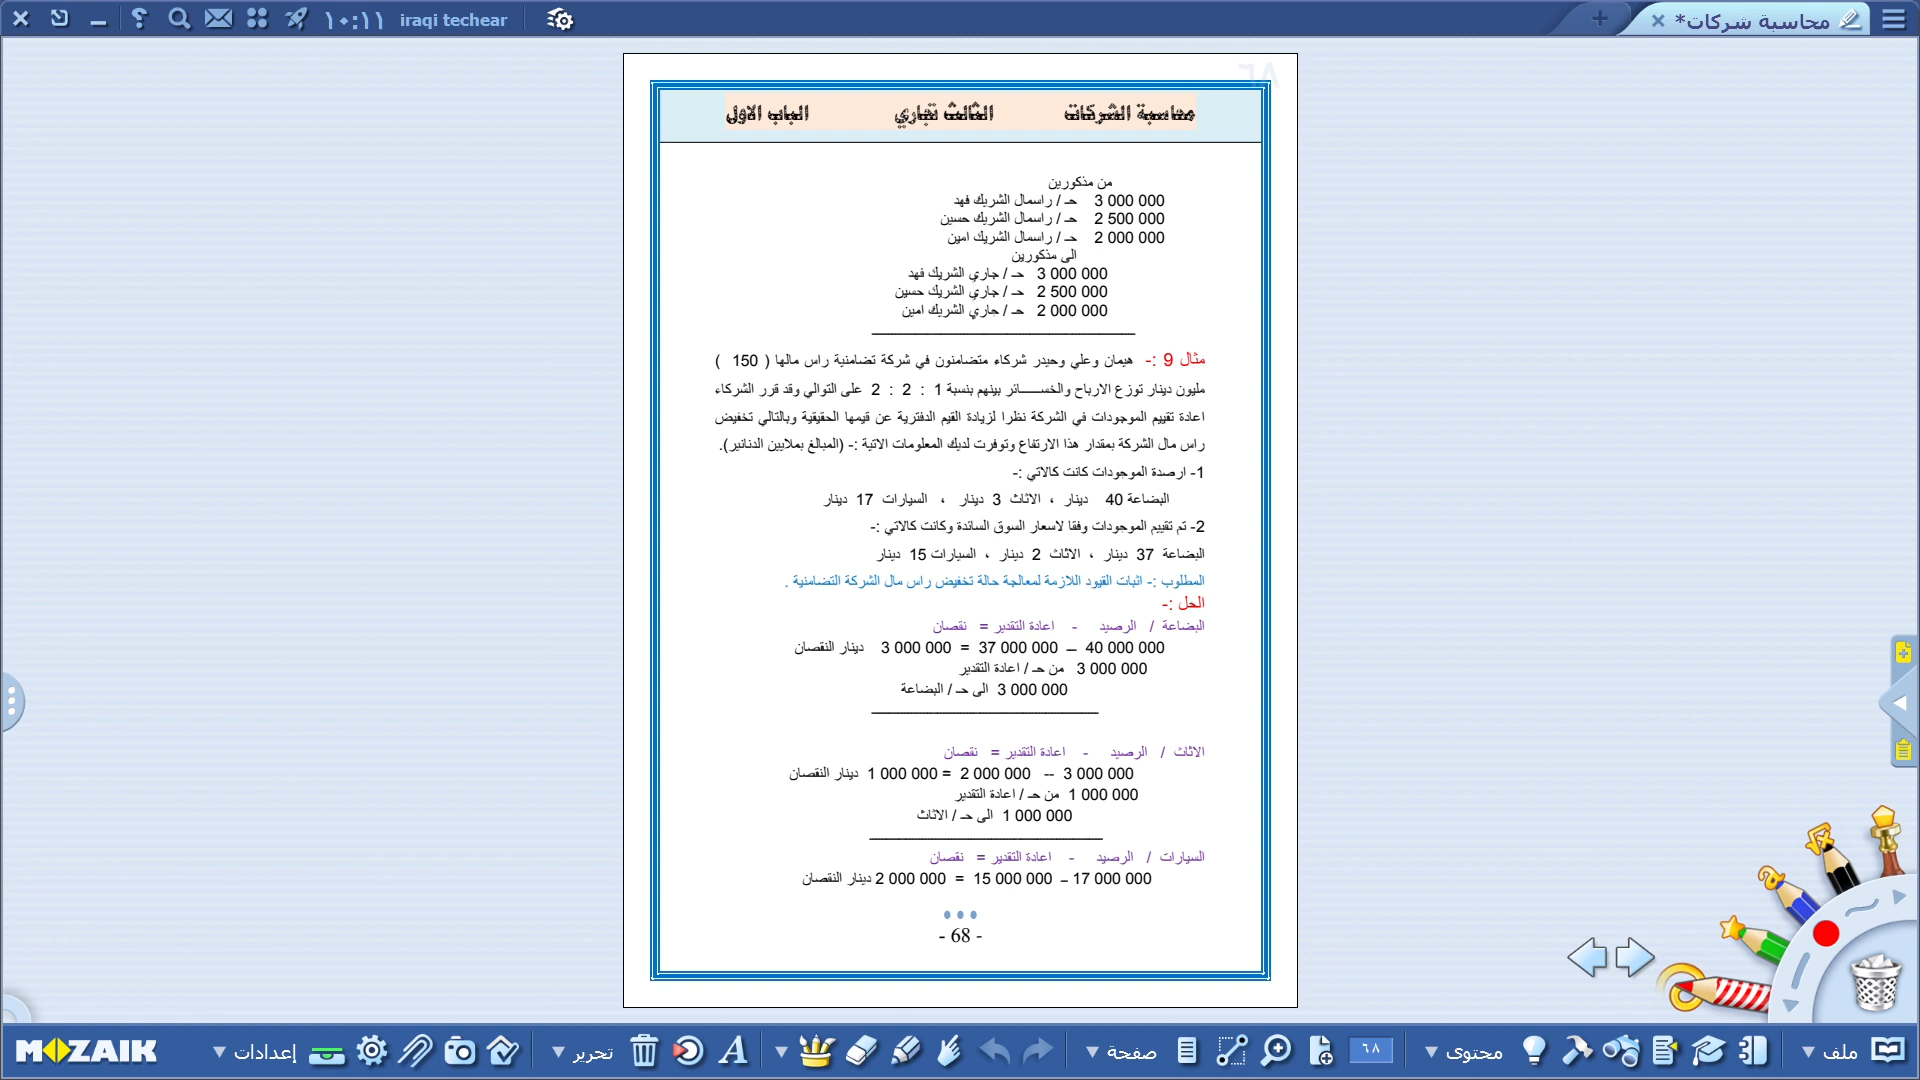 محاسبة شركات*
iraqi techear
١٠:١١
٦٨
محاسبة الشركات الثالث تجاري الباب الاول
من مذكورين
3 000 000 حـ / راسمال الشريك فهد
2 500 000 حـ / راسمال الشريك حسين
2 000 000 حـ / راسمال الشريك امين
الى مذكورين
3 000 000 حـ / جاري الشريك فهد
2 500 000 حـ / جاري الشريك حسين
2 000 000 حـ / جاري الشريك امين
مثال 9 :- هيمان وعلي وحيدر شركاء متضامنون في شركة تضامنية راس مالها ( 150 )
مليون دينار توزع الارباح والخســــــائر بينهم بنسبة 1 : 2 : 2 على التوالي وقد قرر الشركاء
اعادة تقييم الموجودات في الشركة نظرا لزيادة القيم الدفترية عن قيمها الحقيقية وبالتالي تخفيض
راس مال الشركة بمقدار هذا الارتفاع وتوفرت لديك المعلومات الاتية :- (المبالغ بملايين الدنانير).
1- ارصدة الموجودات كانت كالاتي :-
البضاعة 40 دينار ، الاثاث 3 دينار ، السيارات 17 دينار
2- تم تقييم الموجودات وفقا لاسعار السوق السائدة وكانت كالاتي :-
البضاعة 37 دينار ، الاثاث 2 دينار ، السيارات 15 دينار
المطلوب :- اثبات القيود اللازمة لمعالجة حالة تخفيض راس مال الشركة التضامنية .
الحل :-
البضاعة / الرصيد - اعادة التقدير = نقصان
40 000 000 ــ 37 000 000 = 3 000 000 دينار النقصان
3 000 000 من حـ / اعادة التقدير
3 000 000 الى حـ / البضاعة
الاثاث / الرصيد - اعادة التقدير = نقصان
3 000 000 -- 2 000 000 = 1 000 000 دينار النقصان
1 000 000 من حـ / اعادة التقدير
1 000 000 الى حـ / الاثاث
السيارات / الرصيد - اعادة التقدير = نقصان
17 000 000 ــ 15 000 000 = 2 000 000 دينار النقصان
- 68 -
ملف
محتوى
٦٨
صفحة
تحرير
إعدادات
MOZAIK